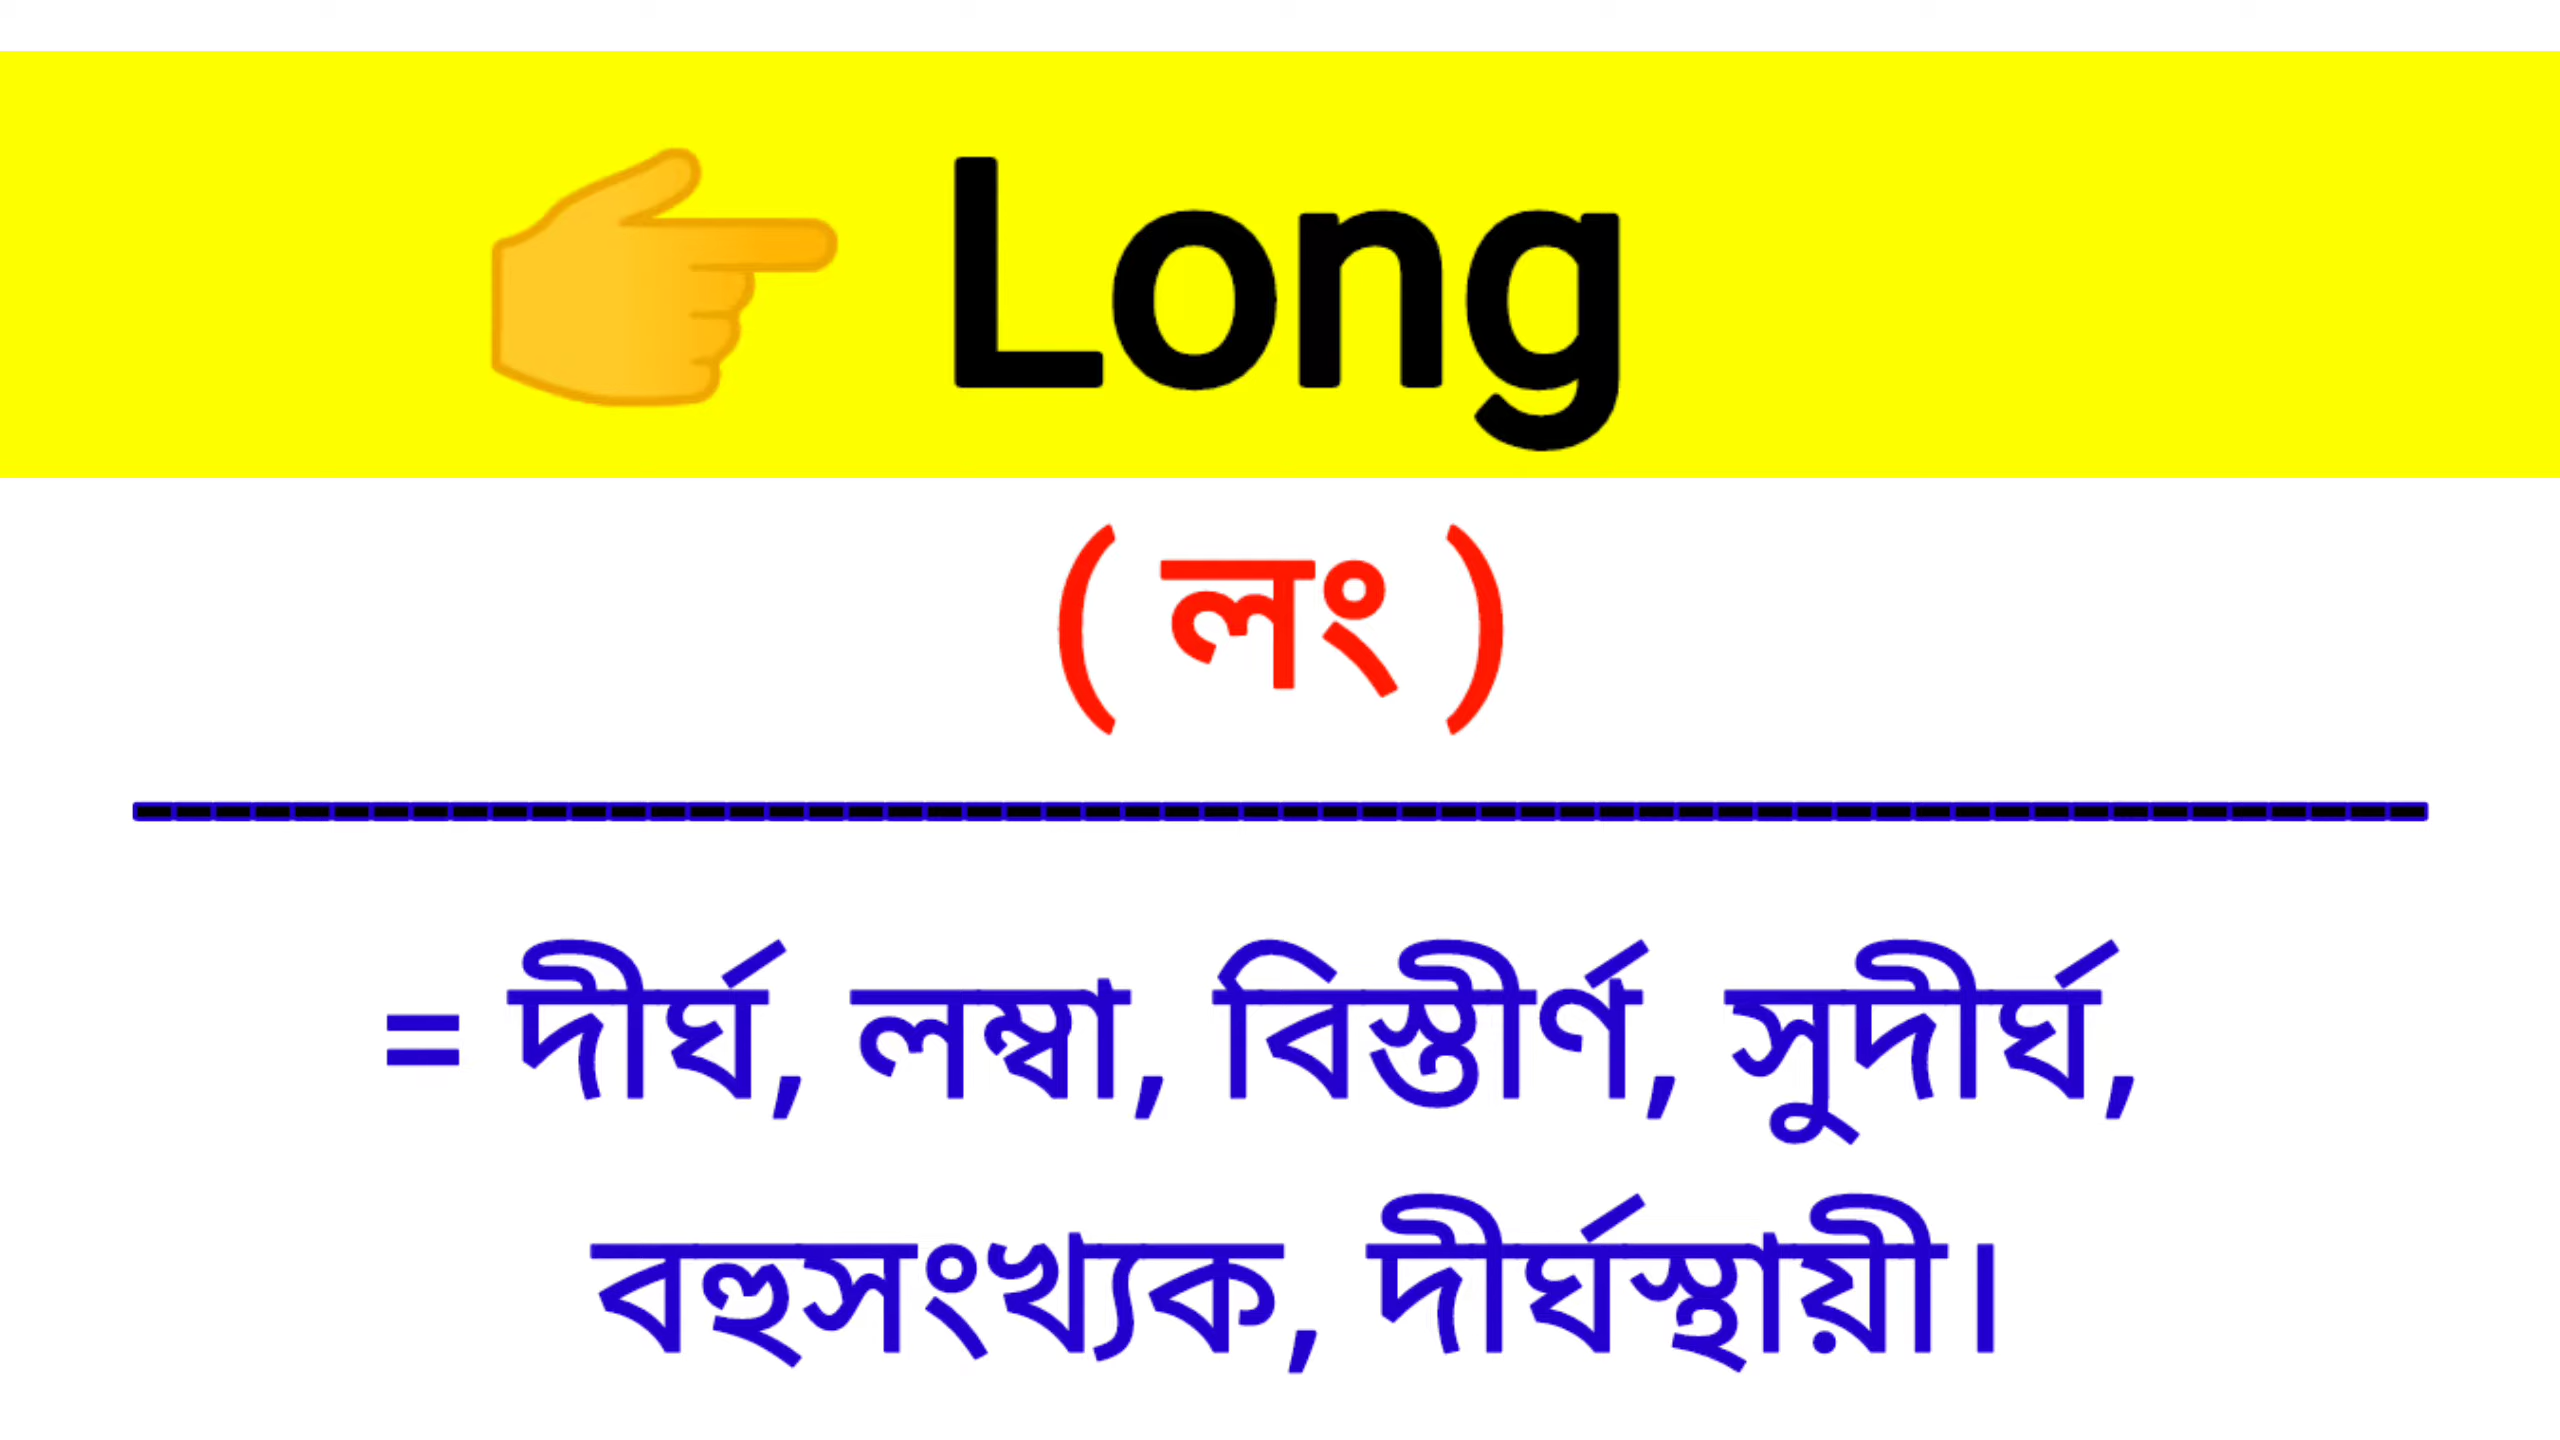 👉 Long
( লং )
----------------------------------------------------------
= দীর্ঘ, লম্বা, বিস্তীর্ণ, সুদীর্ঘ,
বহুসংখ্যক, দীর্ঘস্থায়ী।